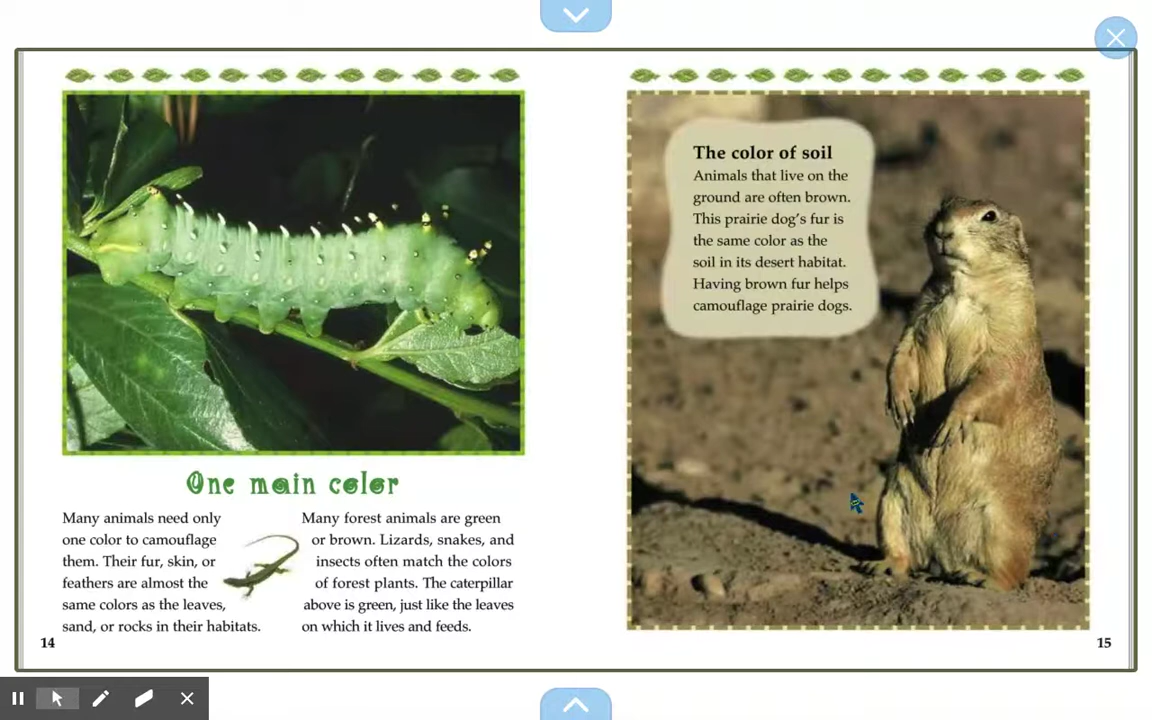 One main color
Many animals need only
one color to camouflage
them. Their fur, skin, or
feathers are almost the
same colors as the leaves,
sand, or rocks in their habitats.
Many forest animals are green
or brown. Lizards, snakes, and
insects often match the colors
of forest plants. The caterpillar
above is green, just like the leaves
on which it lives and feeds.
14
The color of soil
Animals that live on the
ground are often brown.
This prairie dog's fur is
the same color as the
soil in its desert habitat.
Having brown fur helps
camouflage prairie dogs.
15